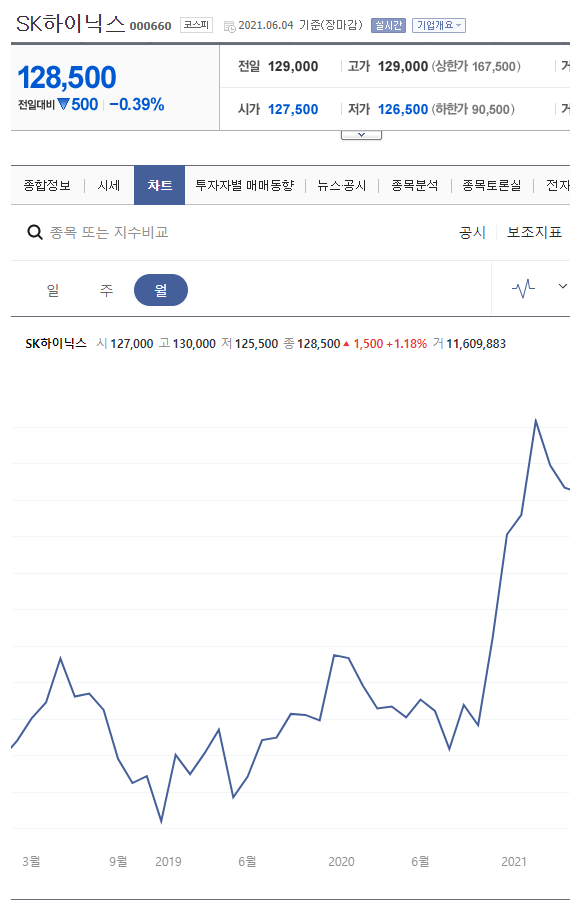 SK하이닉스 000660 코스피 2021.06.04 기준(장마감) 실시간 기업개요
128,500
전일대비 ▼500 -0.39%
전일 129,000 고가 129,000 (상한가 167,500)
시가 127,500 저가 126,500 (하한가 90,500)
종합정보 시세 차트 투자자별 매매동향 뉴스·공시 종목분석 종목토론실 전자
종목 또는 지수비교 공시 보조지표
일 주 월
SK하이닉스 시 127,000 고 130,000 저 125,500 종 128,500 ▲ 1,500 +1.18% 거 11,609,883
3월 9월 2019 6월 2020 6월 2021